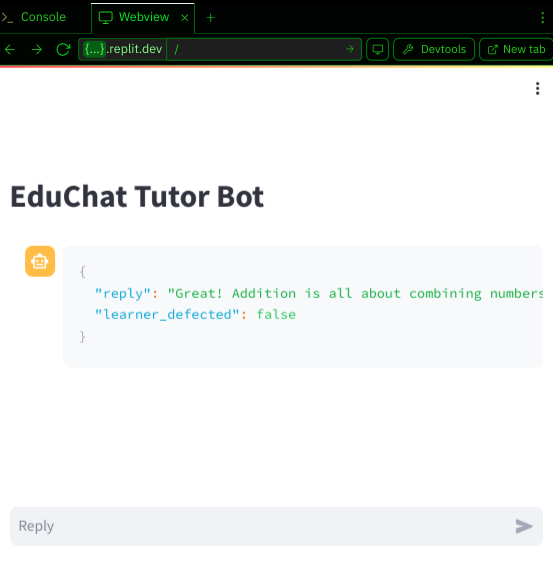 Console
Webview
{...}.replit.dev /
Devtools
New tab
EduChat Tutor Bot
{
"reply": "Great! Addition is all about combining numbers
"learner_defected": false
}
Reply